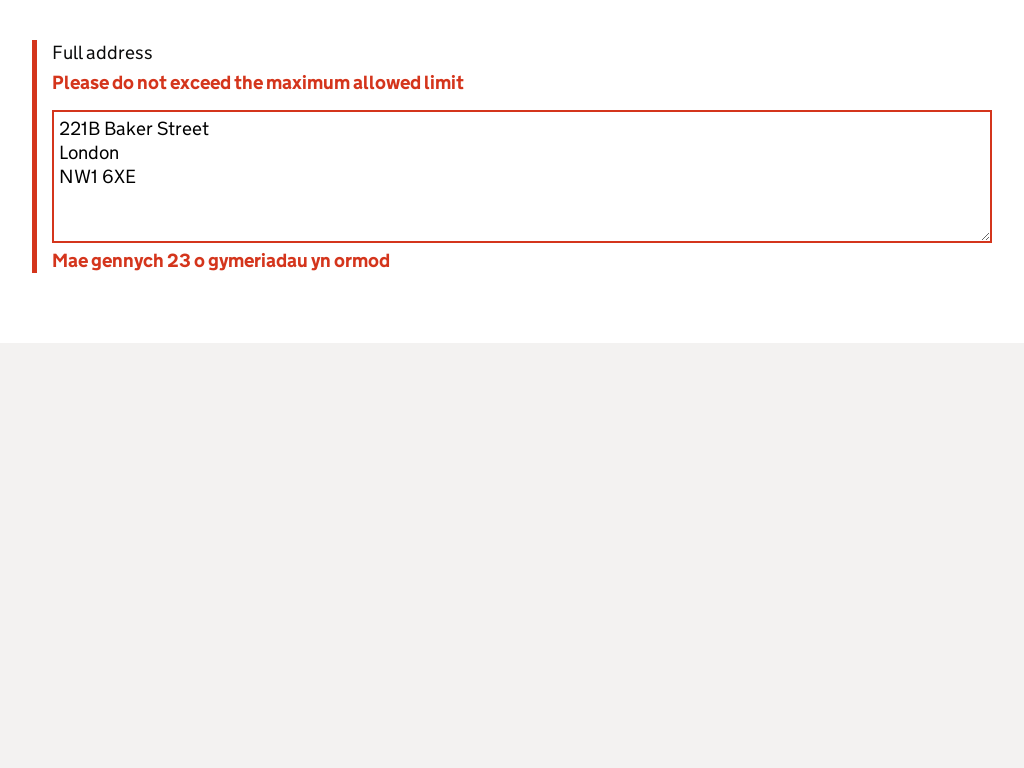 Full address
Please do not exceed the maximum allowed limit
221B Baker Street
London
NW1 6XE
Mae gennych 23 o gymeriadau yn ormod